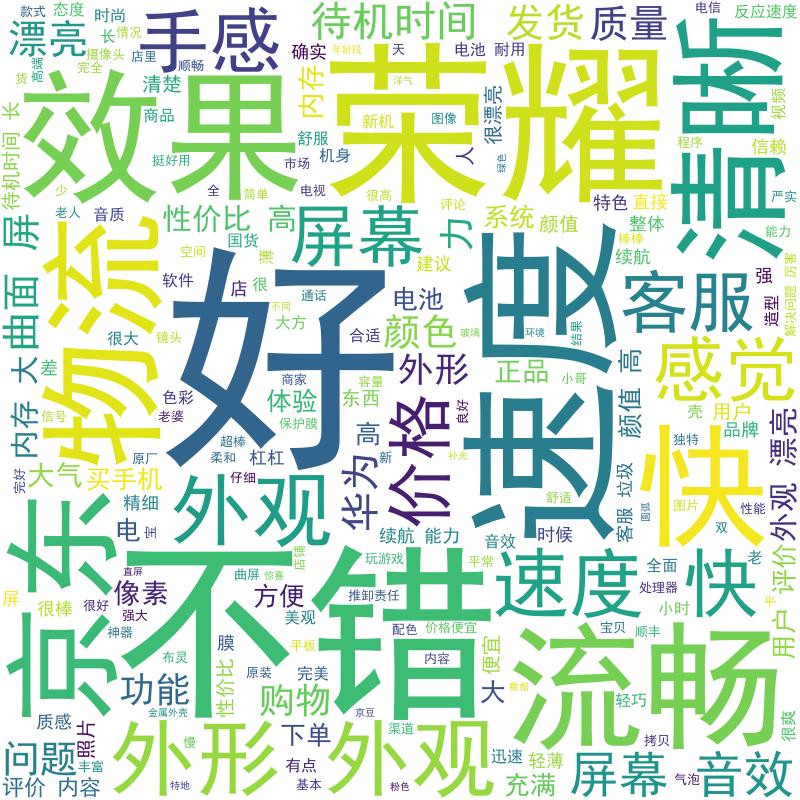 款式
态度
时尚
手感
待机时间
发货
质量
电信
反应速度
漂亮
长
情况
摄像头
高端
完全
店里
顺畅
确实
年龄段
天
电池
耐用
清晰
货
清楚
内存
荣耀
洋气
很漂亮
视频
效果
商品
新机
图像
挺好用
舒服
机身
市场
人
程序
信赖
待机时间
长
少
全
简单
电视
很高
绿色
严实
老人
音质
性价比
高
屏幕
评论
力
系统
颜值
特色
直接
整体
能力
屏
物流
国货
空间
好
建议
速度
棒棒
续航
客服
强
造型
解决问题
厉害
曲面
软件
店
很
通话
电池
不同
很大
镜头
大方
合适
颜色
玻璃
环境
结果
大
差
外形
正品
小哥
高
感觉
内存
信号
色彩
老婆
商家
体验
容量
保护膜
东西
价格
良好
颜值
壳
用户
品牌
漂亮
原厂
超棒
柔和
杠杠
高
新
华为
补光
快
独特
完好
大气
买手机
仔细
精细
外观
舒适
垃圾
客服
圆弧
图片
性能
外观
京东
电
宝
续航
能力
音效
时候
双
店铺
不错
玩游戏
平常
速度
快
全面
老
评价
屏
很棒
像素
直屏
曲屏
惊喜
方便
推卸责任
处理器
小时
半
很好
强大
神器
美观
配色
价格便宜
宝贝
顺丰
用户
布灵
膜
平板
流畅
便宜
功能
性价比
原装
完美
内容
购物
大
数据
轻巧
质感
照片
金属外壳
京豆
渠道
很爽
问题
丰富
外形
慢
下单
外观
迅速
拷贝
有点
轻薄
屏幕
音效
评价
内容
特地
基本
粉色
充满
气泡